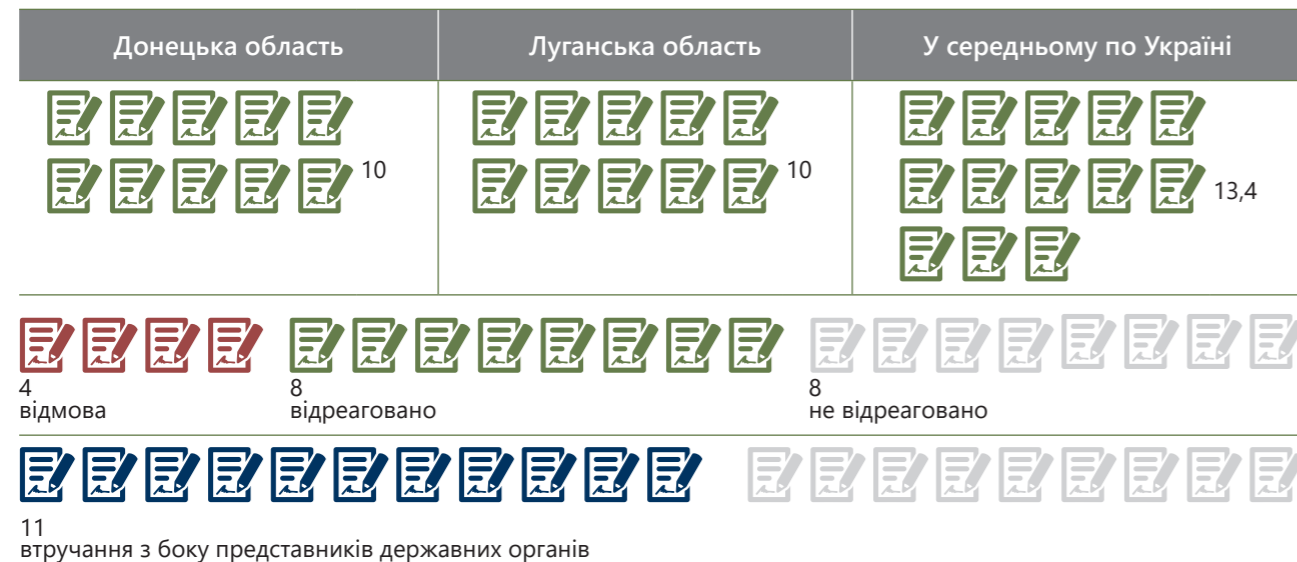 Донецька область
Луганська область
У середньому по Україні
10
10
13,4
4
відмова
8
відреаговано
8
не відреаговано
11
втручання з боку представників державних органів